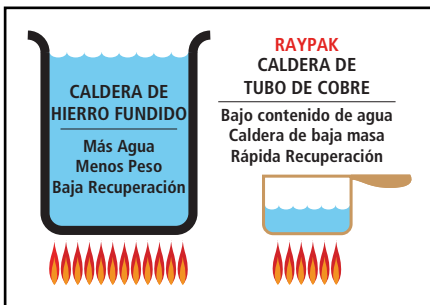 CALDERA DE
HIERRO FUNDIDO
Más Agua
Menos Peso
Baja Recuperación
RAYPAK
CALDERA DE
TUBO DE COBRE
Bajo contenido de agua
Caldera de baja masa
Rápida Recuperación